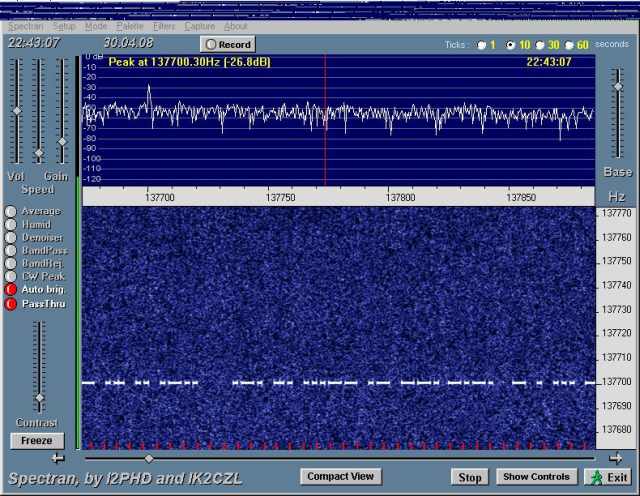 Spectran Setup Mode Palette Filters Capture About
22:43:07 30.04.08 Record Ticks : 1 10 30 60 seconds
0 dB Peak at 137700.30Hz (-26.8dB) 22:43:07
-10
-20
-30
-40
-50
-60
-70
-80
-90
-100
-110
-120
Vol Gain
Speed
Base
137700 137750 137800 137850 Hz
Average
Humid
Denoiser
BandPass
BandRej.
CW Peak
Auto brig.
PassThru
137770
137760
137750
137740
137730
137720
137710
137700
137690
137680
Contrast
Freeze
Spectran, by I2PHD and IK2CZL Compact View Stop Show Controls Exit